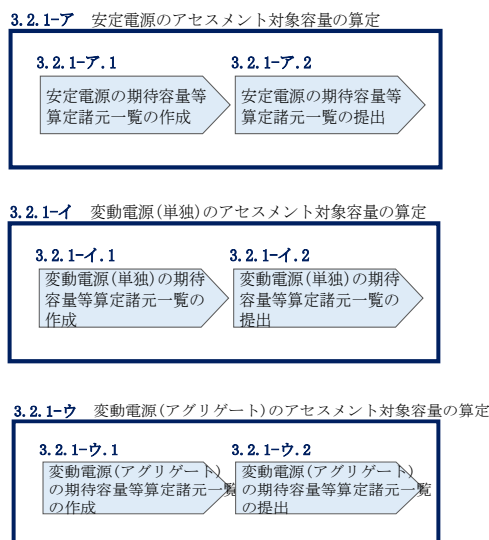 3.2.1-ア 安定電源のアセスメント対象容量の算定
3.2.1-ア.1
安定電源の期待容量等
算定諸元一覧の作成
3.2.1-ア.2
安定電源の期待容量等
算定諸元一覧の提出
3.2.1-イ 変動電源(単独)のアセスメント対象容量の算定
3.2.1-イ.1
変動電源(単独)の期待
容量等算定諸元一覧の
作成
3.2.1-イ.2
変動電源(単独)の期待
容量等算定諸元一覧の
提出
3.2.1-ウ 変動電源(アグリゲート)のアセスメント対象容量の算定
3.2.1-ウ.1
変動電源(アグリゲート)
の期待容量等算定諸元一覧
の作成
3.2.1-ウ.2
変動電源(アグリゲート)
の期待容量等算定諸元一覧
の提出